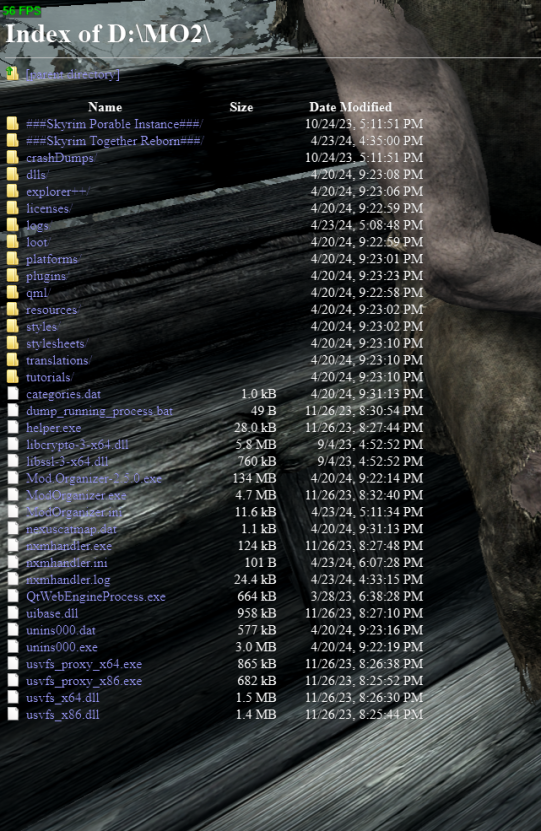 56 FPS
Index of D:\MO2\
[parent directory]
Name Size Date Modified
###Skyrim Porable Instance###/ 10/24/23, 5:11:51 PM
###Skyrim Together Reborn###/ 4/23/24, 4:35:00 PM
crashDumps/ 10/24/23, 5:11:51 PM
dlls/ 4/20/24, 9:23:08 PM
explorer++/ 4/20/24, 9:23:06 PM
licenses/ 4/20/24, 9:22:59 PM
logs/ 4/23/24, 5:08:48 PM
loot/ 4/20/24, 9:22:59 PM
platforms/ 4/20/24, 9:23:01 PM
plugins/ 4/20/24, 9:23:23 PM
qml/ 4/20/24, 9:22:58 PM
resources/ 4/20/24, 9:23:02 PM
styles/ 4/20/24, 9:23:02 PM
stylesheets/ 4/20/24, 9:23:10 PM
translations/ 4/20/24, 9:23:10 PM
tutorials/ 4/20/24, 9:23:10 PM
categories.dat 1.0 kB 4/20/24, 9:31:13 PM
dump_running_process.bat 49 B 11/26/23, 8:30:54 PM
helper.exe 28.0 kB 11/26/23, 8:27:44 PM
libcrypto-3-x64.dll 5.8 MB 9/4/23, 4:52:52 PM
libssl-3-x64.dll 760 kB 9/4/23, 4:52:52 PM
Mod.Organizer-2.5.0.exe 134 MB 4/20/24, 9:22:14 PM
ModOrganizer.exe 4.7 MB 11/26/23, 8:32:40 PM
ModOrganizer.ini 11.6 kB 4/23/24, 5:11:34 PM
nexuscatmap.dat 1.1 kB 4/20/24, 9:31:13 PM
nxmhandler.exe 124 kB 11/26/23, 8:27:48 PM
nxmhandler.ini 101 B 4/23/24, 6:07:28 PM
nxmhandler.log 24.4 kB 4/23/24, 4:33:15 PM
QtWebEngineProcess.exe 664 kB 3/28/23, 6:38:28 PM
uibase.dll 958 kB 11/26/23, 8:27:10 PM
unins000.dat 577 kB 4/20/24, 9:23:16 PM
unins000.exe 3.0 MB 4/20/24, 9:22:19 PM
usvfs_proxy_x64.exe 865 kB 11/26/23, 8:26:38 PM
usvfs_proxy_x86.exe 682 kB 11/26/23, 8:25:52 PM
usvfs_x64.dll 1.5 MB 11/26/23, 8:26:30 PM
usvfs_x86.dll 1.4 MB 11/26/23, 8:25:44 PM